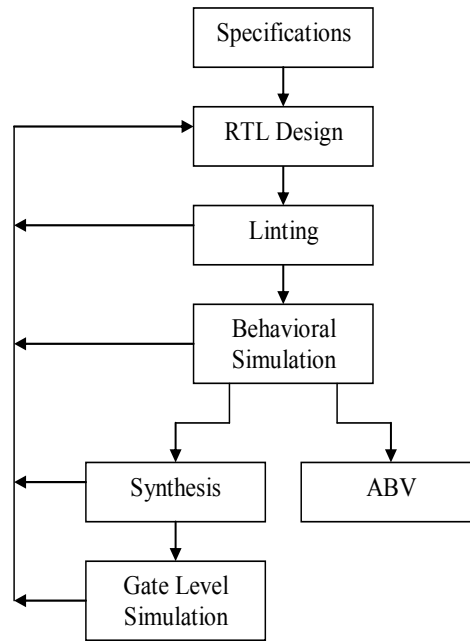 Specifications
RTL Design
Linting
Behavioral
Simulation
Synthesis
ABV
Gate Level
Simulation